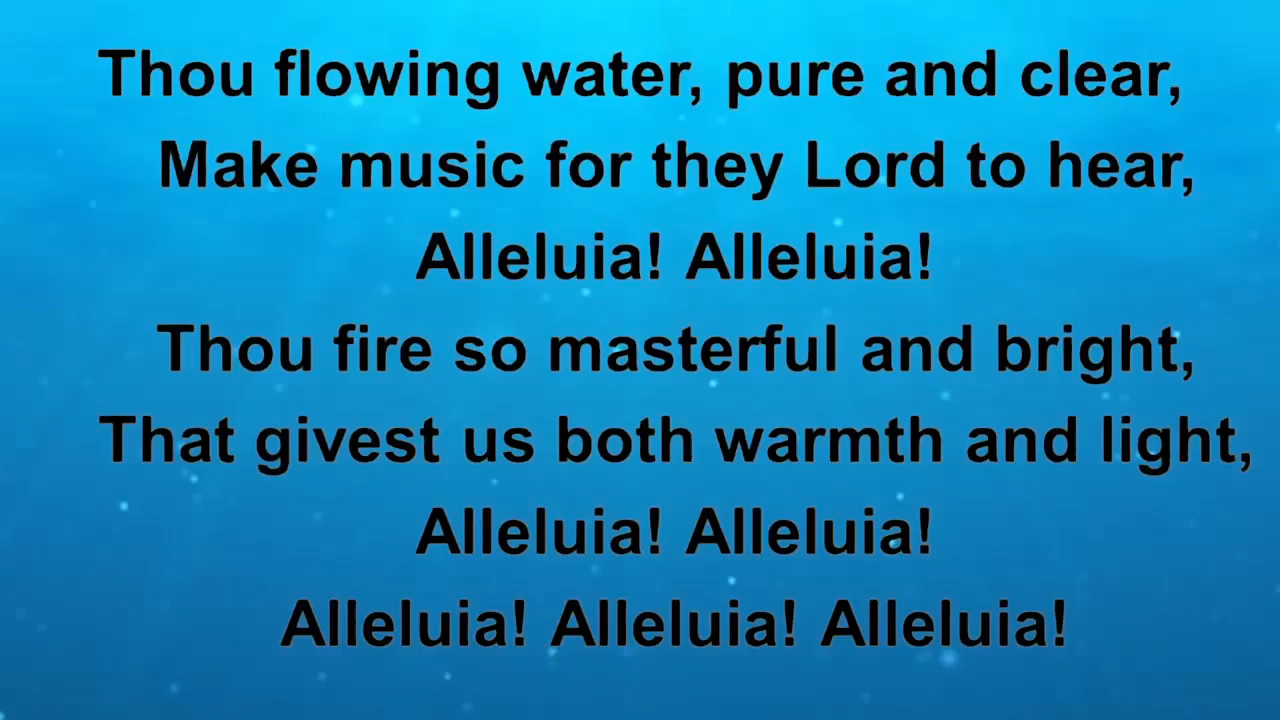 Thou flowing water, pure and clear,
Make music for they Lord to hear,
Alleluia! Alleluia!
Thou fire so masterful and bright,
That givest us both warmth and light,
Alleluia! Alleluia!
Alleluia! Alleluia! Alleluia!